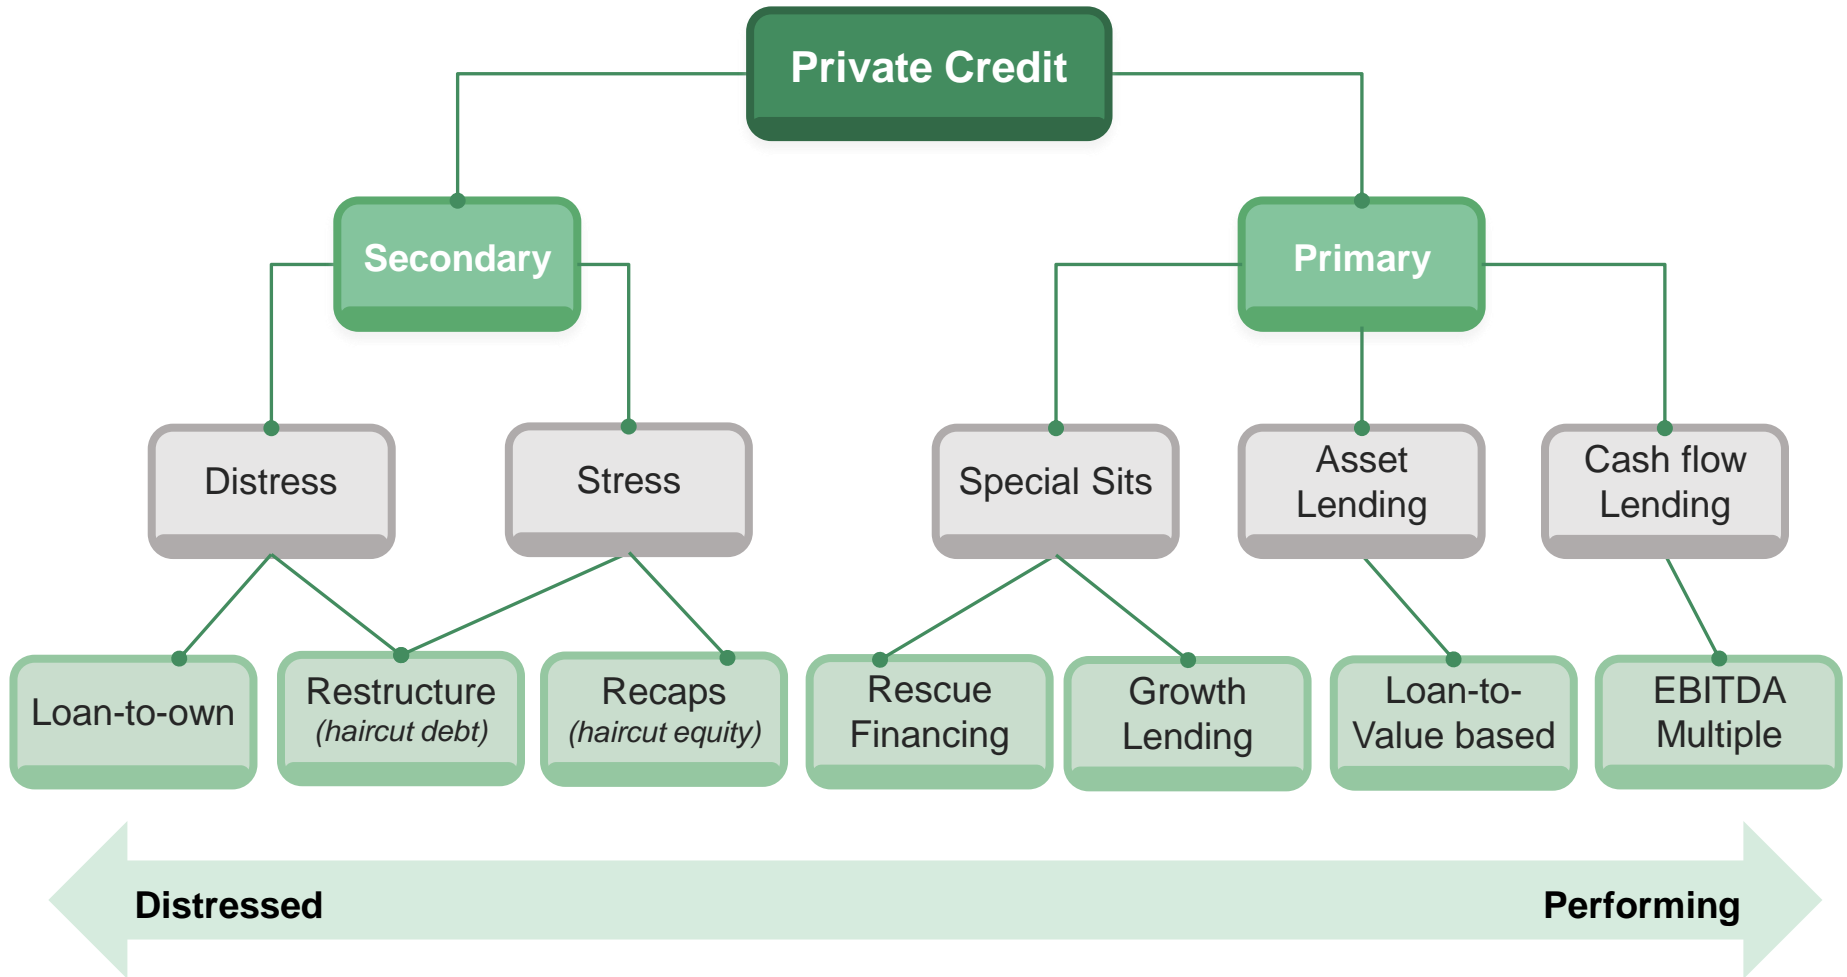 Private Credit
Secondary
Primary
Distress
Stress
Special Sits
Asset
Lending
Cash flow
Lending
Loan-to-own
Restructure
(haircut debt)
Recaps
(haircut equity)
Rescue
Financing
Growth
Lending
Loan-to-
Value based
EBITDA
Multiple
Distressed
Performing